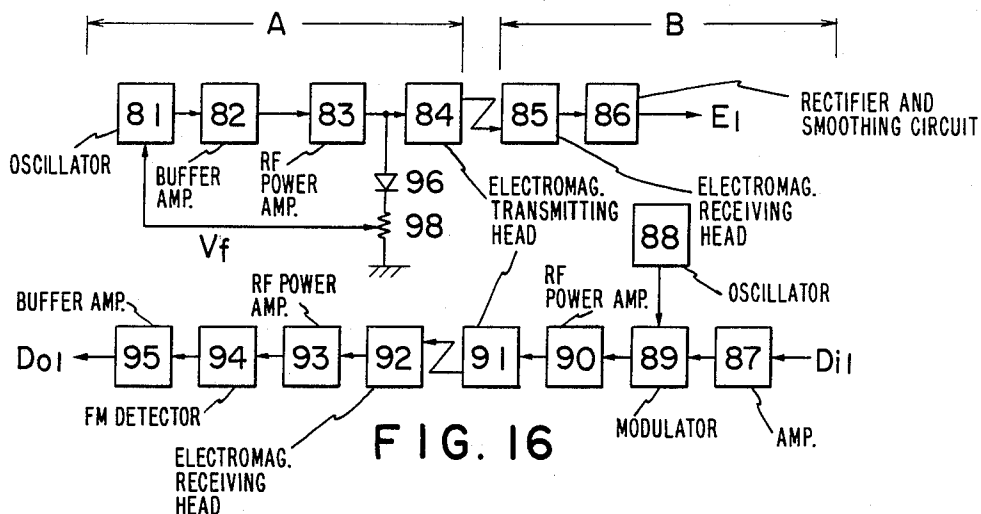 A
B
81
82
83
84
85
86
E1
RECTIFIER AND
SMOOTHING CIRCUIT
OSCILLATOR
BUFFER
AMP.
RF
POWER
AMP.
96
98
ELECTROMAG.
TRANSMITTING
HEAD
ELECTROMAG.
RECEIVING
HEAD
Vf
88
OSCILLATOR
BUFFER AMP.
RF POWER
AMP.
RF
POWER AMP.
Do1
95
94
93
92
91
90
89
87
Di1
FM DETECTOR
MODULATOR
AMP.
ELECTROMAG.
RECEIVING
HEAD
FIG. 16